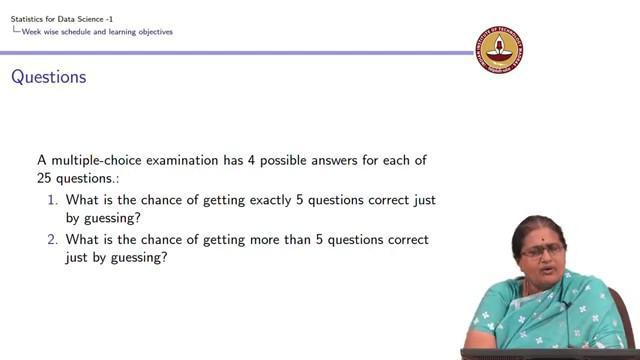 Statistics for Data Science -1
Week wise schedule and learning objectives
Questions
A multiple-choice examination has 4 possible answers for each of
25 questions.:
1. What is the chance of getting exactly 5 questions correct just
by guessing?
2. What is the chance of getting more than 5 questions correct
just by guessing?